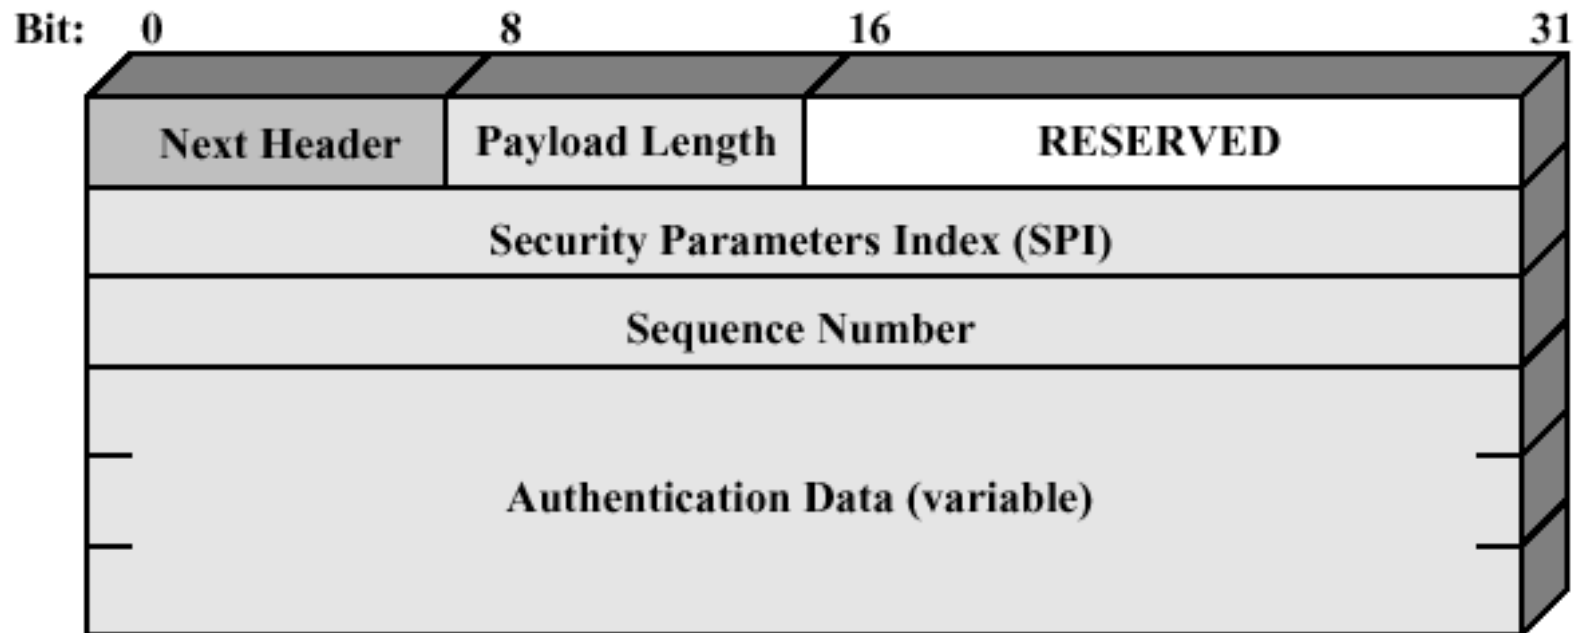 Bit: 0 8 16 31
Next Header Payload Length RESERVED
Security Parameters Index (SPI)
Sequence Number
Authentication Data (variable)